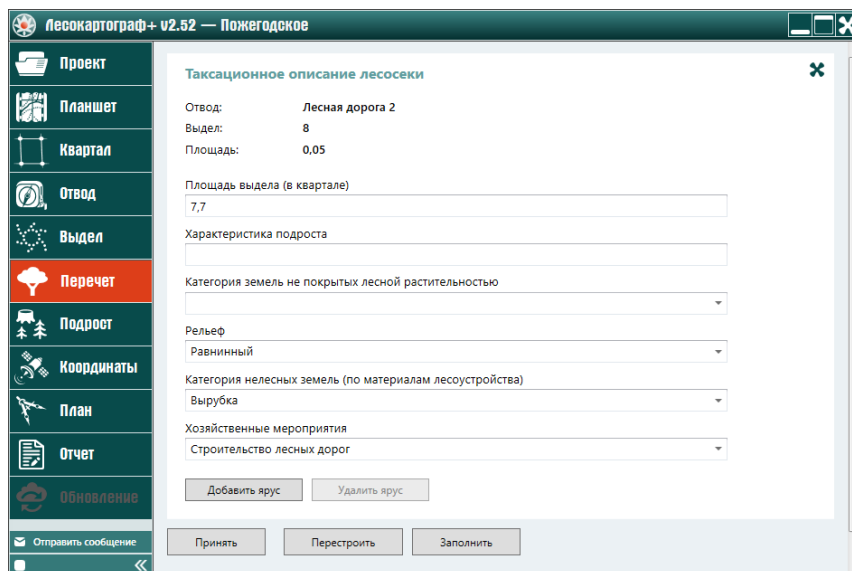 Лесокартограф+ v2.52 — Пожегодское
Проект
Планшет
Квартал
Отвод
Выдел
Перечет
Подрост
Координаты
План
Отчет
Обновление
Отправить сообщение
Таксационное описание лесосеки
Отвод: Лесная дорога 2
Выдел: 8
Площадь: 0,05
Площадь выдела (в квартале)
7,7
Характеристика подроста
Категория земель не покрытых лесной растительностью
Рельеф
Равнинный
Категория нелесных земель (по материалам лесоустройства)
Вырубка
Хозяйственные мероприятия
Строительство лесных дорог
Добавить ярус Удалить ярус
Принять Перестроить Заполнить